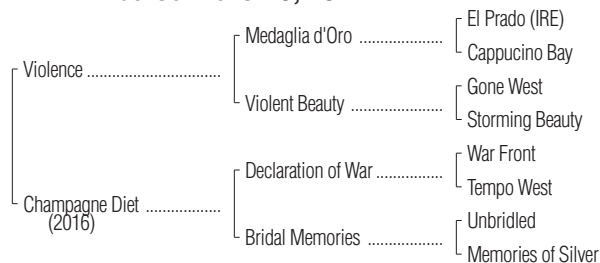 El Prado (IRE)
Medaglia d'Oro ....................
Cappucino Bay
Violence .................................
Gone West
Violent Beauty ......................
Storming Beauty
War Front
Declaration of War ................
Tempo West
Champagne Diet ..................
(2016)
Unbridled
Bridal Memories ..................
Memories of Silver